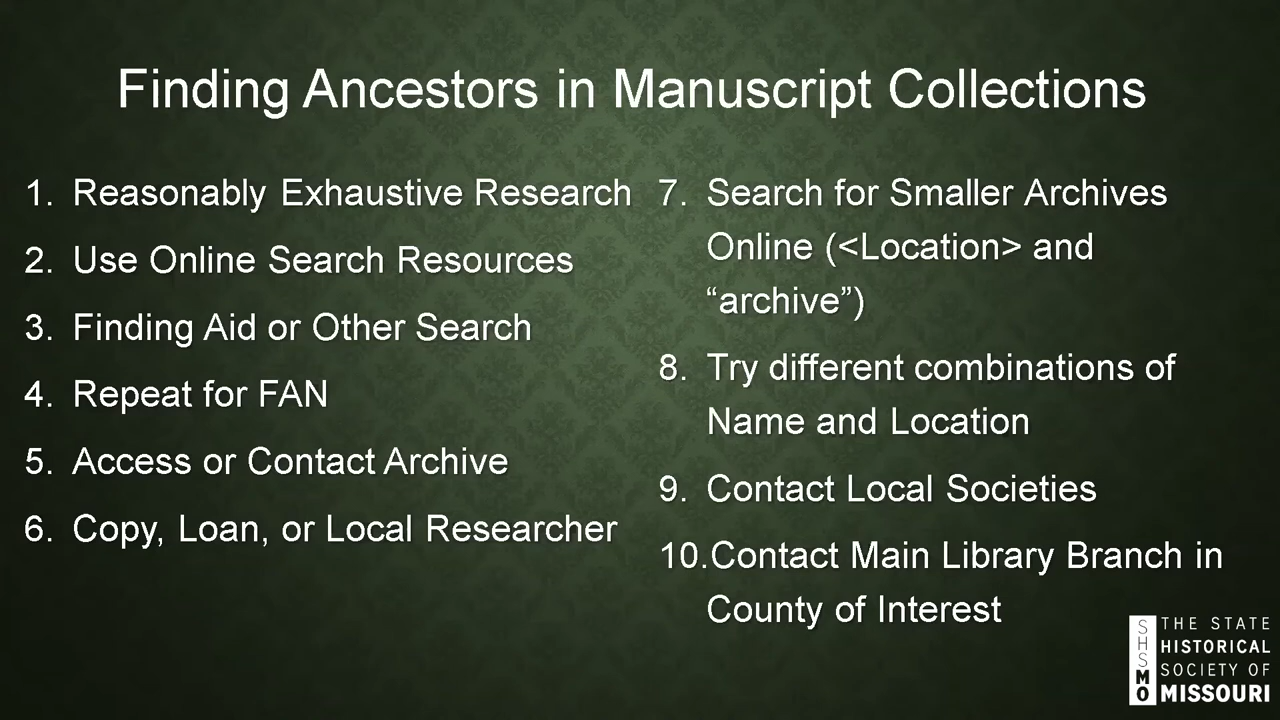 Finding Ancestors in Manuscript Collections
1. Reasonably Exhaustive Research
2. Use Online Search Resources
3. Finding Aid or Other Search
4. Repeat for FAN
5. Access or Contact Archive
6. Copy, Loan, or Local Researcher
7. Search for Smaller Archives
Online (<Location> and
“archive”)
8. Try different combinations of
Name and Location
9. Contact Local Societies
10.Contact Main Library Branch in
County of Interest
SHSMO
THE STATE
HISTORICAL
SOCIETY OF
MISSOURI